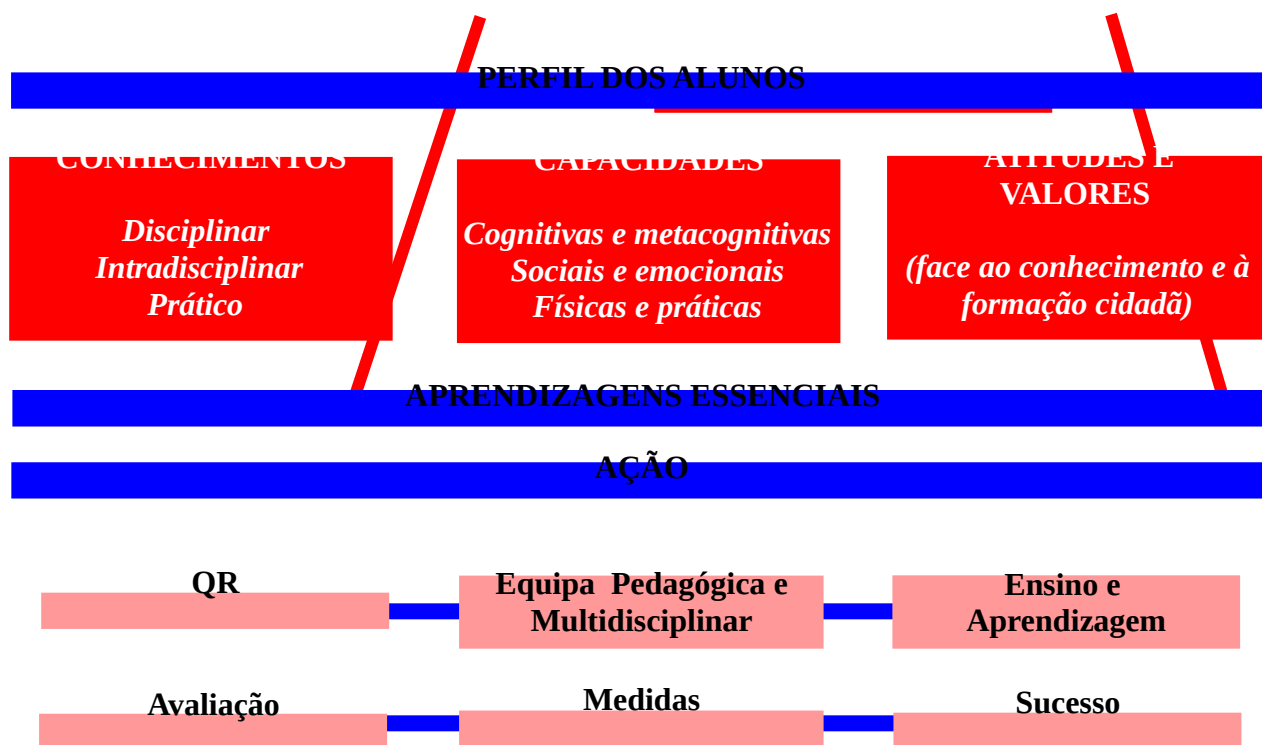 PERFIL DOS ALUNOS
CONHECIMENTOS
Disciplinar
Intradisciplinar
Prático
CAPACIDADES
Cognitivas e metacognitivas
Sociais e emocionais
Físicas e práticas
ATITUDES E
VALORES
(face ao conhecimento e à
formação cidadã)
APRENDIZAGENS ESSENCIAIS
AÇÃO
QR
Equipa Pedagógica e
Multidisciplinar
Ensino e
Aprendizagem
Avaliação
Medidas
Sucesso